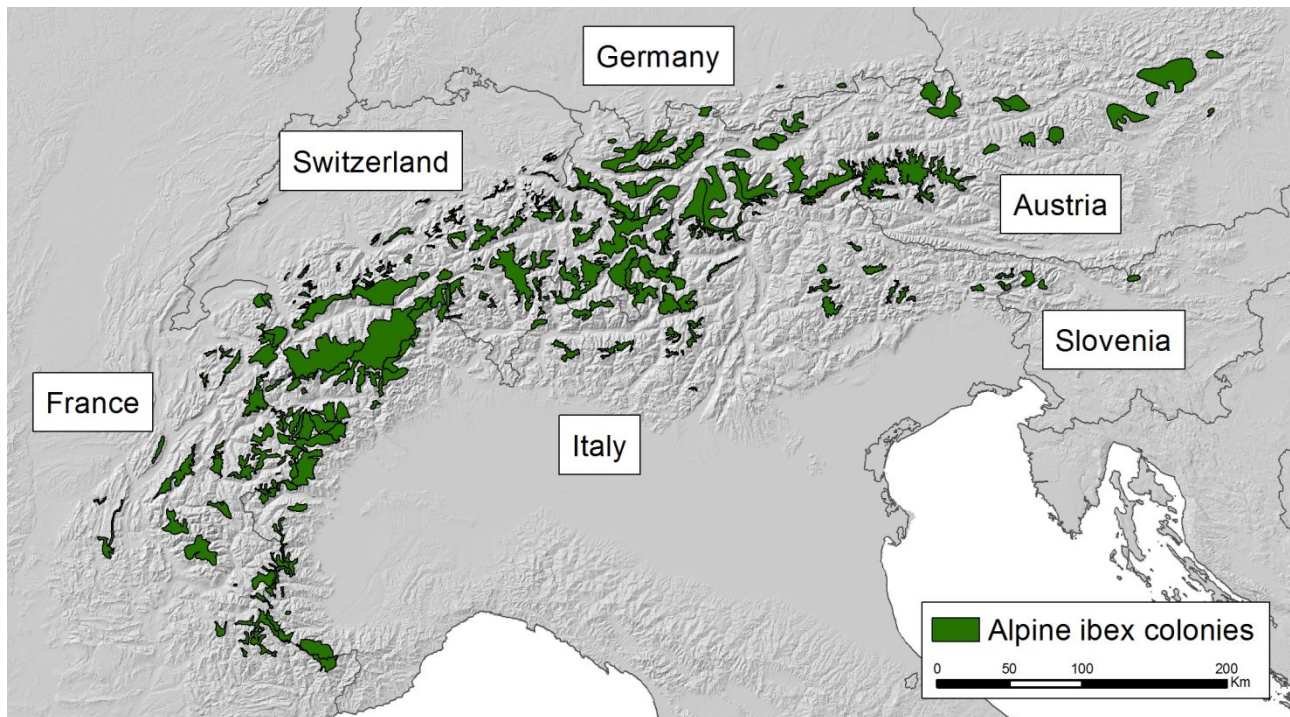 Germany
Switzerland
Austria
Slovenia
France
Italy
Alpine ibex colonies
0 50 100 200
Km